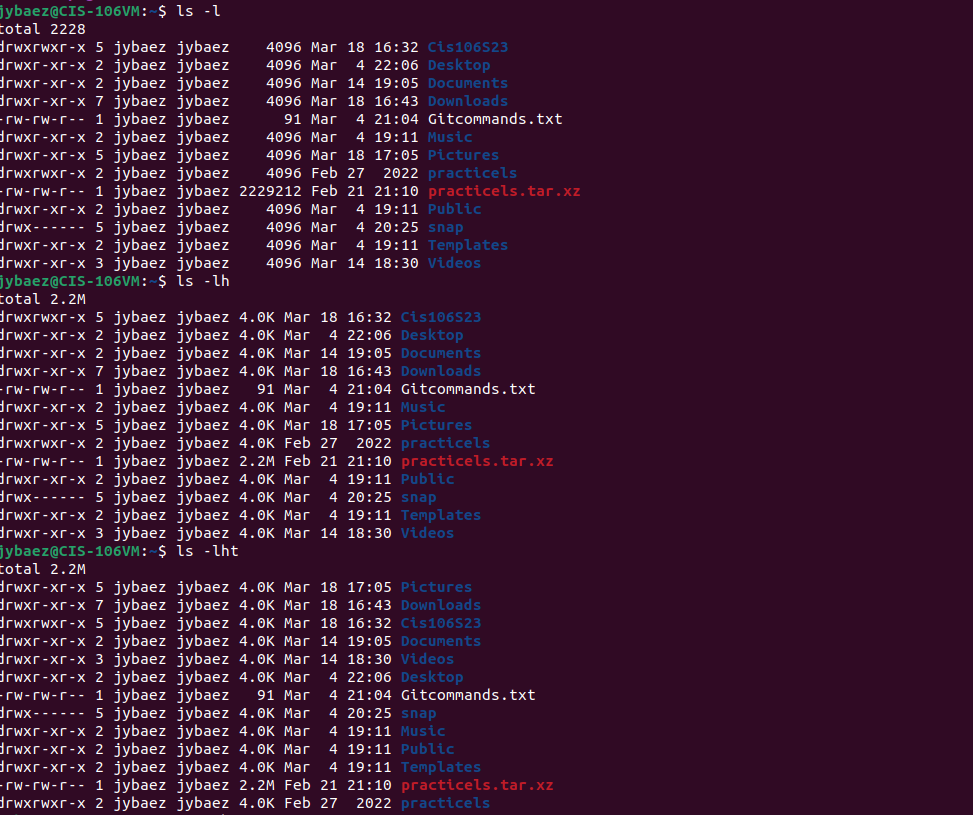 jybaez@CIS-106VM:~$ ls -l
total 2228
drwxrwxr-x 5 jybaez jybaez    4096 Mar 18 16:32 Cis106S23
drwxr-xr-x 2 jybaez jybaez    4096 Mar  4 22:06 Desktop
drwxr-xr-x 2 jybaez jybaez    4096 Mar 14 19:05 Documents
drwxr-xr-x 7 jybaez jybaez    4096 Mar 18 16:43 Downloads
-rw-rw-r-- 1 jybaez jybaez      91 Mar  4 21:04 Gitcommands.txt
drwxr-xr-x 2 jybaez jybaez    4096 Mar  4 19:11 Music
drwxr-xr-x 5 jybaez jybaez    4096 Mar 18 17:05 Pictures
drwxrwxr-x 2 jybaez jybaez    4096 Feb 27  2022 practicels
-rw-rw-r-- 1 jybaez jybaez 2229212 Feb 21 21:10 practicels.tar.xz
drwxr-xr-x 2 jybaez jybaez    4096 Mar  4 19:11 Public
drwx------ 5 jybaez jybaez    4096 Mar  4 20:25 snap
drwxr-xr-x 2 jybaez jybaez    4096 Mar  4 19:11 Templates
drwxr-xr-x 3 jybaez jybaez    4096 Mar 14 18:30 Videos
jybaez@CIS-106VM:~$ ls -lh
total 2.2M
drwxrwxr-x 5 jybaez jybaez 4.0K Mar 18 16:32 Cis106S23
drwxr-xr-x 2 jybaez jybaez 4.0K Mar  4 22:06 Desktop
drwxr-xr-x 2 jybaez jybaez 4.0K Mar 14 19:05 Documents
drwxr-xr-x 7 jybaez jybaez 4.0K Mar 18 16:43 Downloads
-rw-rw-r-- 1 jybaez jybaez   91 Mar  4 21:04 Gitcommands.txt
drwxr-xr-x 2 jybaez jybaez 4.0K Mar  4 19:11 Music
drwxr-xr-x 5 jybaez jybaez 4.0K Mar 18 17:05 Pictures
drwxrwxr-x 2 jybaez jybaez 4.0K Feb 27  2022 practicels
-rw-rw-r-- 1 jybaez jybaez 2.2M Feb 21 21:10 practicels.tar.xz
drwxr-xr-x 2 jybaez jybaez 4.0K Mar  4 19:11 Public
drwx------ 5 jybaez jybaez 4.0K Mar  4 20:25 snap
drwxr-xr-x 2 jybaez jybaez 4.0K Mar  4 19:11 Templates
drwxr-xr-x 3 jybaez jybaez 4.0K Mar 14 18:30 Videos
jybaez@CIS-106VM:~$ ls -lht
total 2.2M
drwxr-xr-x 5 jybaez jybaez 4.0K Mar 18 17:05 Pictures
drwxr-xr-x 7 jybaez jybaez 4.0K Mar 18 16:43 Downloads
drwxrwxr-x 5 jybaez jybaez 4.0K Mar 18 16:32 Cis106S23
drwxr-xr-x 2 jybaez jybaez 4.0K Mar 14 19:05 Documents
drwxr-xr-x 3 jybaez jybaez 4.0K Mar 14 18:30 Videos
drwxr-xr-x 2 jybaez jybaez 4.0K Mar  4 22:06 Desktop
-rw-rw-r-- 1 jybaez jybaez   91 Mar  4 21:04 Gitcommands.txt
drwx------ 5 jybaez jybaez 4.0K Mar  4 20:25 snap
drwxr-xr-x 2 jybaez jybaez 4.0K Mar  4 19:11 Music
drwxr-xr-x 2 jybaez jybaez 4.0K Mar  4 19:11 Public
drwxr-xr-x 2 jybaez jybaez 4.0K Mar  4 19:11 Templates
-rw-rw-r-- 1 jybaez jybaez 2.2M Feb 21 21:10 practicels.tar.xz
drwxrwxr-x 2 jybaez jybaez 4.0K Feb 27  2022 practicels